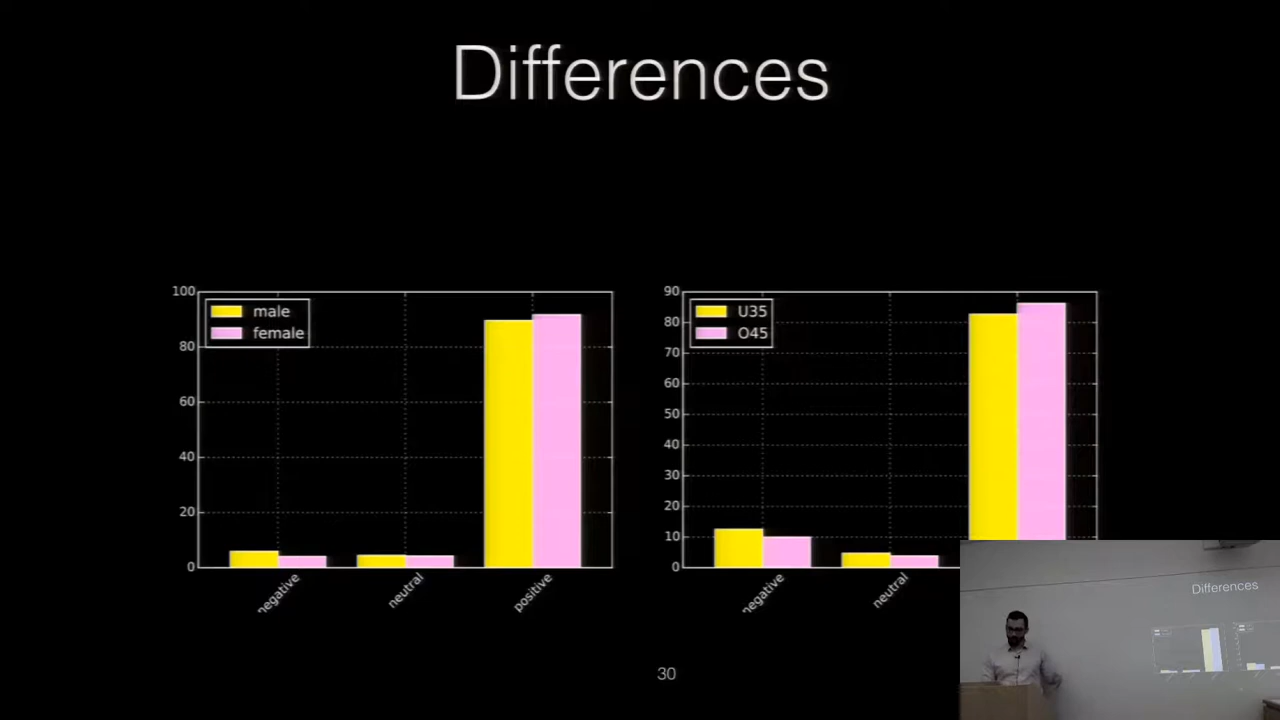 Differences
100
80
60
40
20
0
male
female
negative
neutral
positive
90
80
70
60
50
40
30
20
10
0
U35
O45
negative
neutral
30
Differences